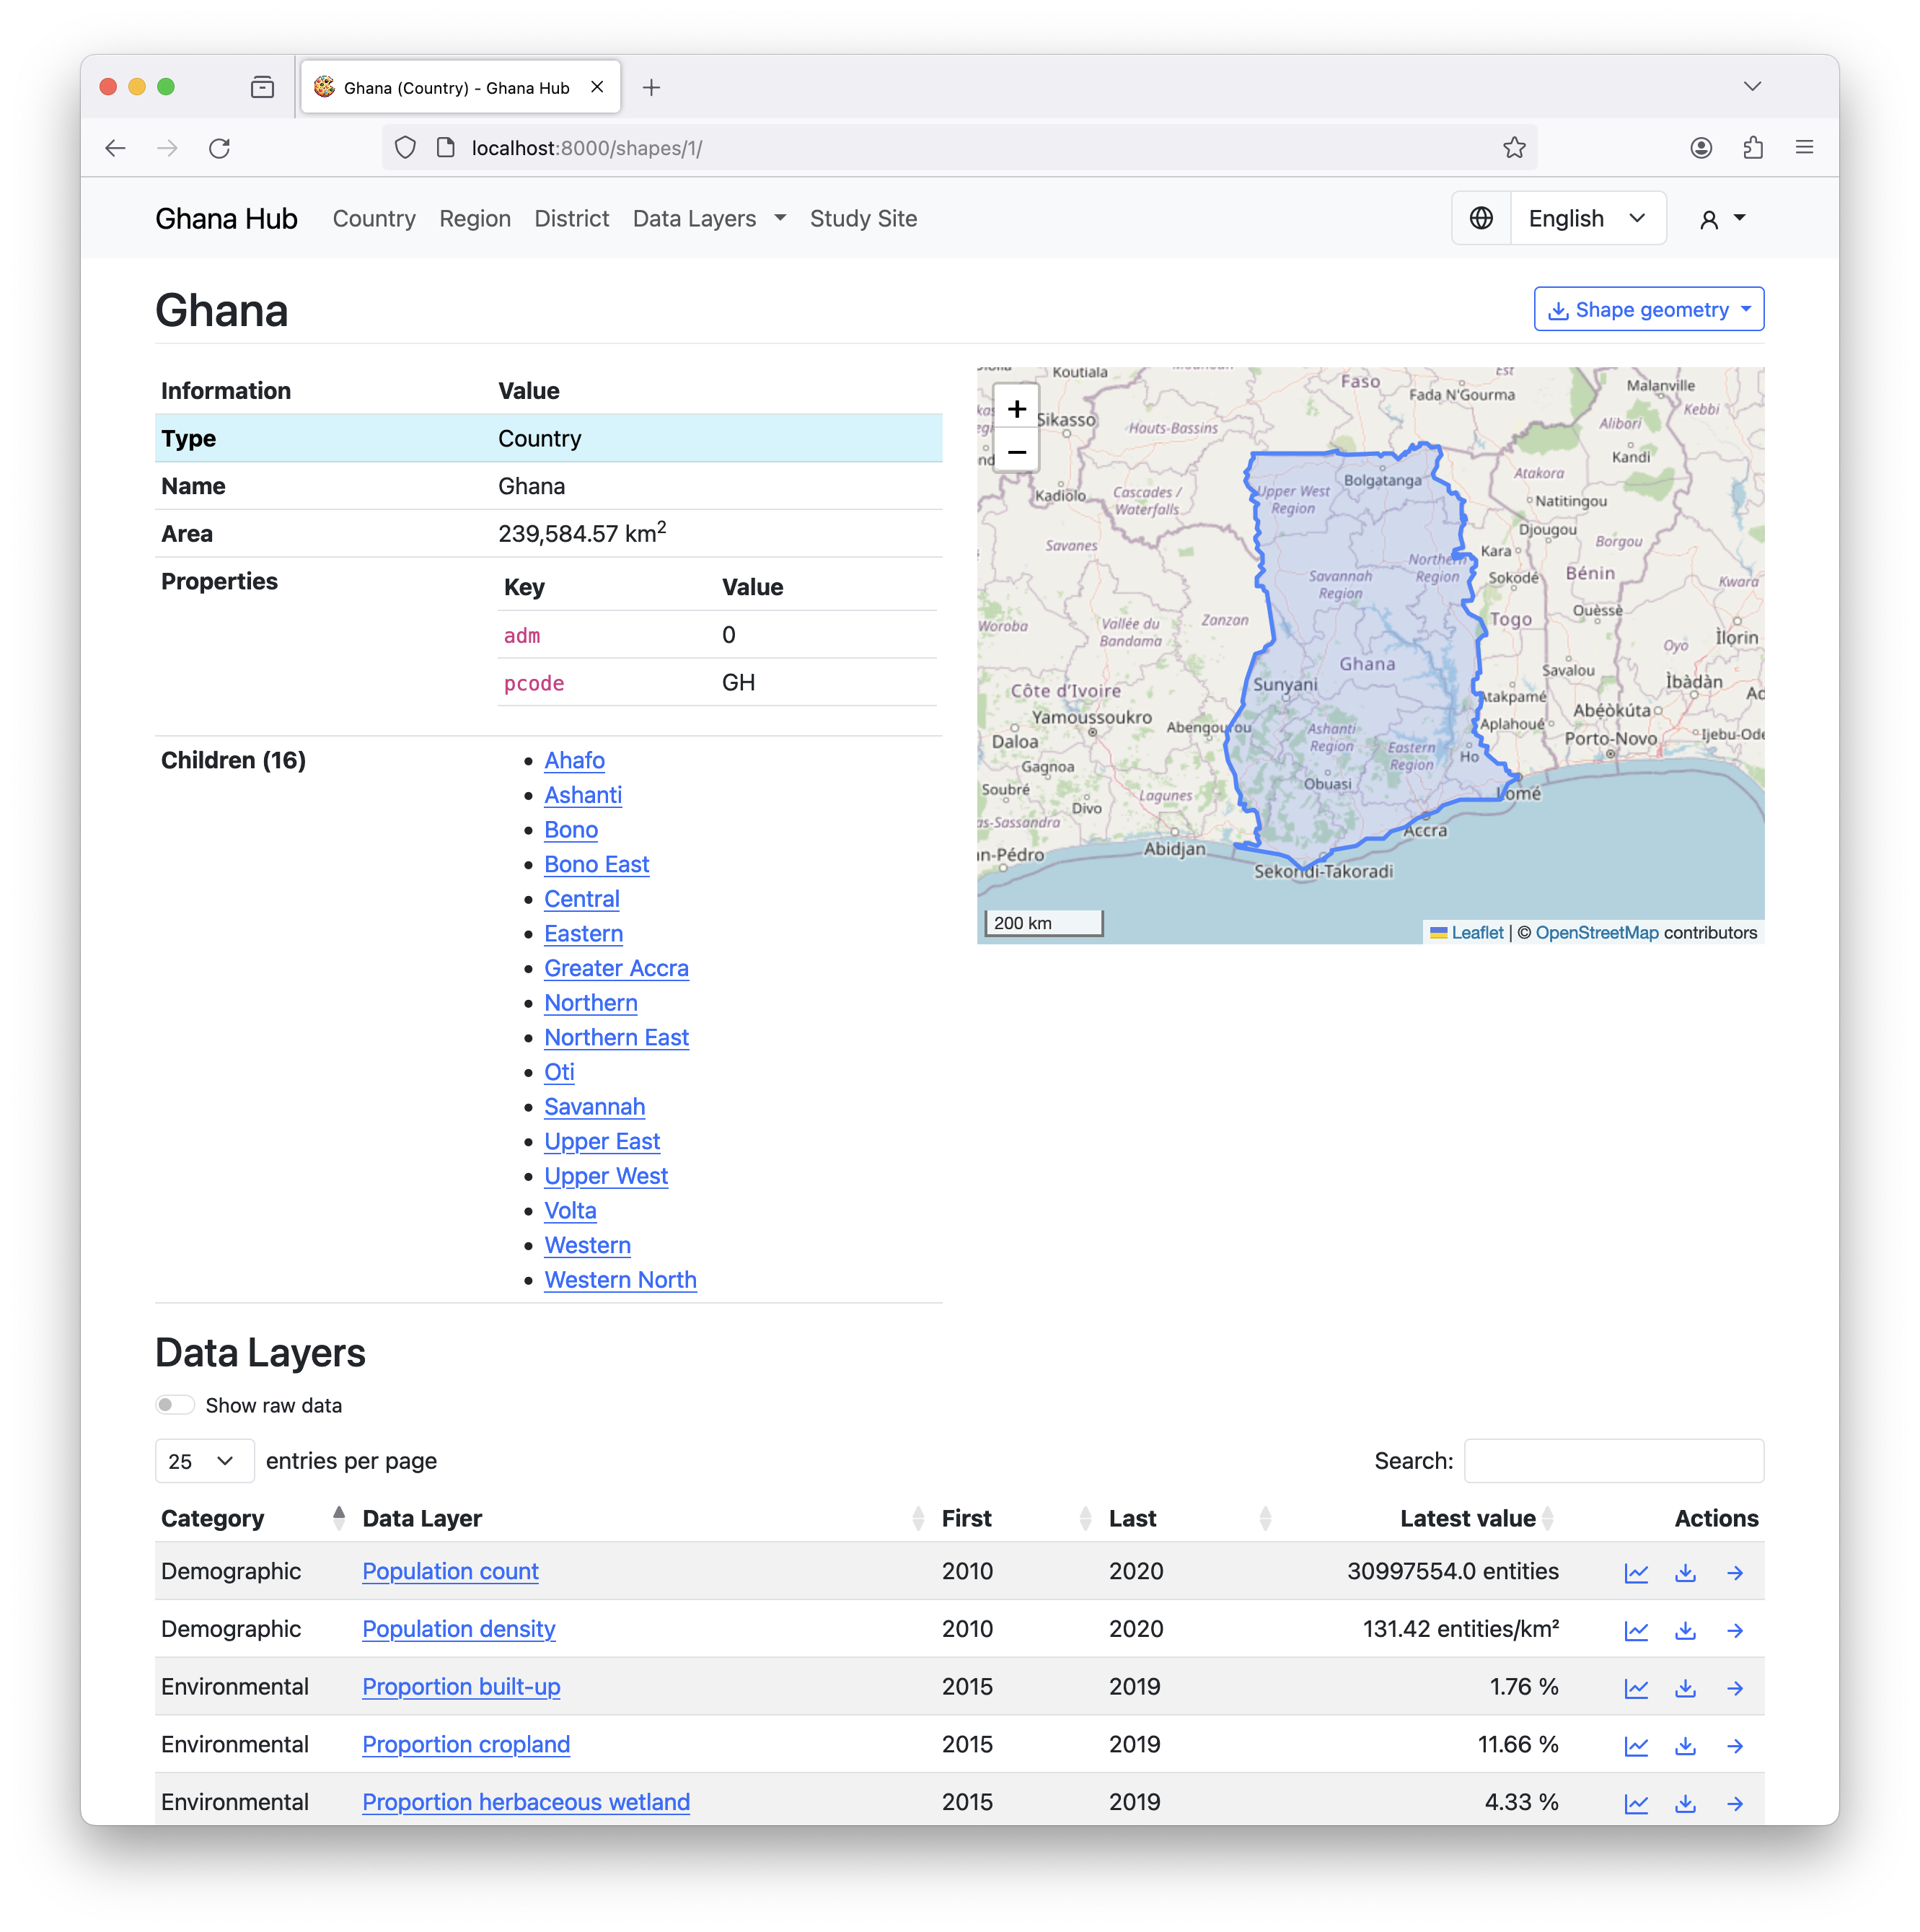 Ghana (Country) - Ghana Hub
localhost:8000/shapes/1/
Ghana Hub Country Region District Data Layers Study Site English
Ghana
Shape geometry
Information Value
Type Country
Name Ghana
Area 239,584.57 km²
Properties
Key Value
adm 0
pcode GH
Children (16)
Ahafo
Ashanti
Bono
Bono East
Central
Eastern
Greater Accra
Northern
Northern East
Oti
Savannah
Upper East
Upper West
Volta
Western
Western North
+
−
Koutiala
Faso
Est
Fada N'Gourma
Malanville
Kebbi
Sikasso
Hauts-Bassins
Alibori
Kandi
Bolgatanga
Atakora
Kadiolo
Cascades /
Waterfalls
Upper West
Region
Natitingou
Djougou
Borgou
Savanes
Kara
Northern
Region
Savannah
Region
Sokodé
Bénin
Kwara
Ouèssè
Woroba
Vallée du
Bandama
Zanzan
Togo
Ìlorin
Oyo
Ghana
Savalou
Ìbàdàn
Côte d'Ivoire
Sunyani
Atakpamé
Abẹ́òkúta
Yamoussoukro
Abengourou
Aplahoué
Daloa
Ashanti
Region
Eastern
Region
Ho
Porto-Novo
Ijebu-Ode
Gagnoa
Obuasi
Soubré
Divo
Lagunes
Lomé
as-Sassandra
Accra
Abidjan
n-Pédro
Sekondi-Takoradi
200 km
Leaflet | © OpenStreetMap contributors
Data Layers
Show raw data
25 entries per page
Search:
Category Data Layer First Last Latest value Actions
Demographic Population count 2010 2020 30997554.0 entities
Demographic Population density 2010 2020 131.42 entities/km²
Environmental Proportion built-up 2015 2019 1.76 %
Environmental Proportion cropland 2015 2019 11.66 %
Environmental Proportion herbaceous wetland 2015 2019 4.33 %